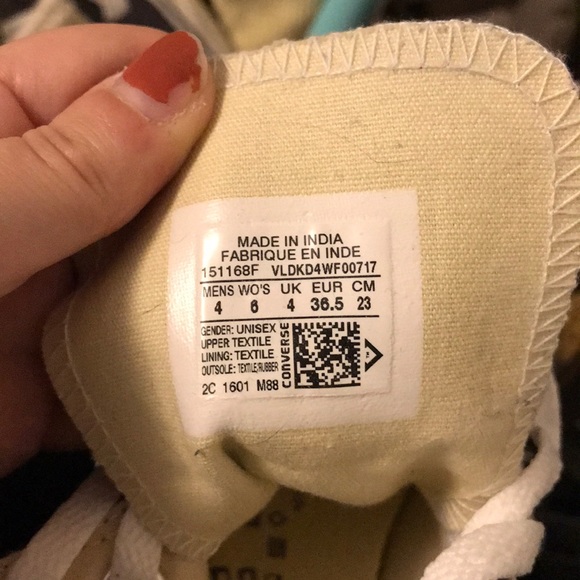 MADE IN INDIA
FABRIQUE EN INDE
151168F VLDKD4WF00717
MENS WO'S UK EUR CM
4 6 4 36.5 23
GENDER: UNISEX
UPPER TEXTILE
LINING: TEXTILE
OUTSOLE: TEXTILE/RUBBER
2C 1601 M88
CONVERSE